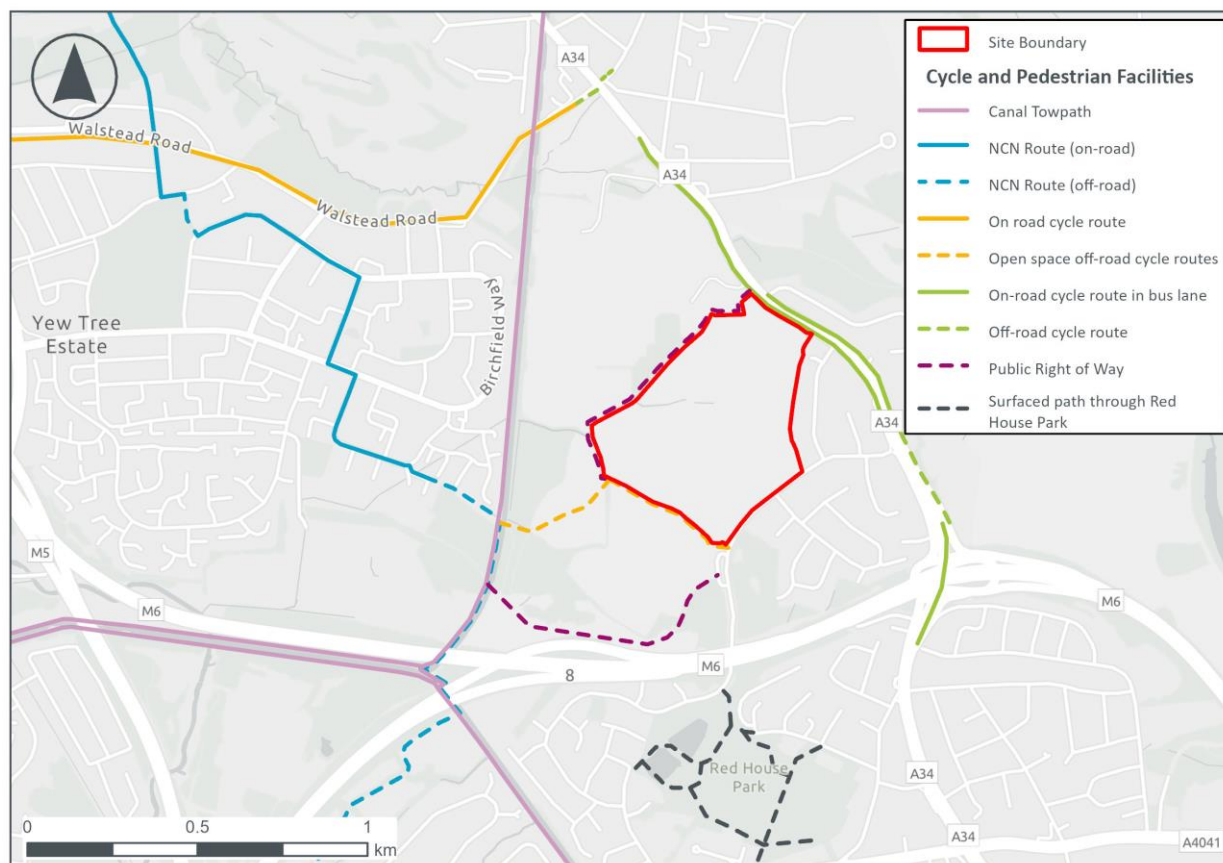 A34
Walstead Road
A34
Walstead Road
Birchfield Way
Yew Tree
Estate
A34
M5
M6
M6
8
M6
Red House
Park
A34
A34
A4041
0 0.5 1
km
Site Boundary
Cycle and Pedestrian Facilities
Canal Towpath
NCN Route (on-road)
NCN Route (off-road)
On road cycle route
Open space off-road cycle routes
On-road cycle route in bus lane
Off-road cycle route
Public Right of Way
Surfaced path through Red
House Park